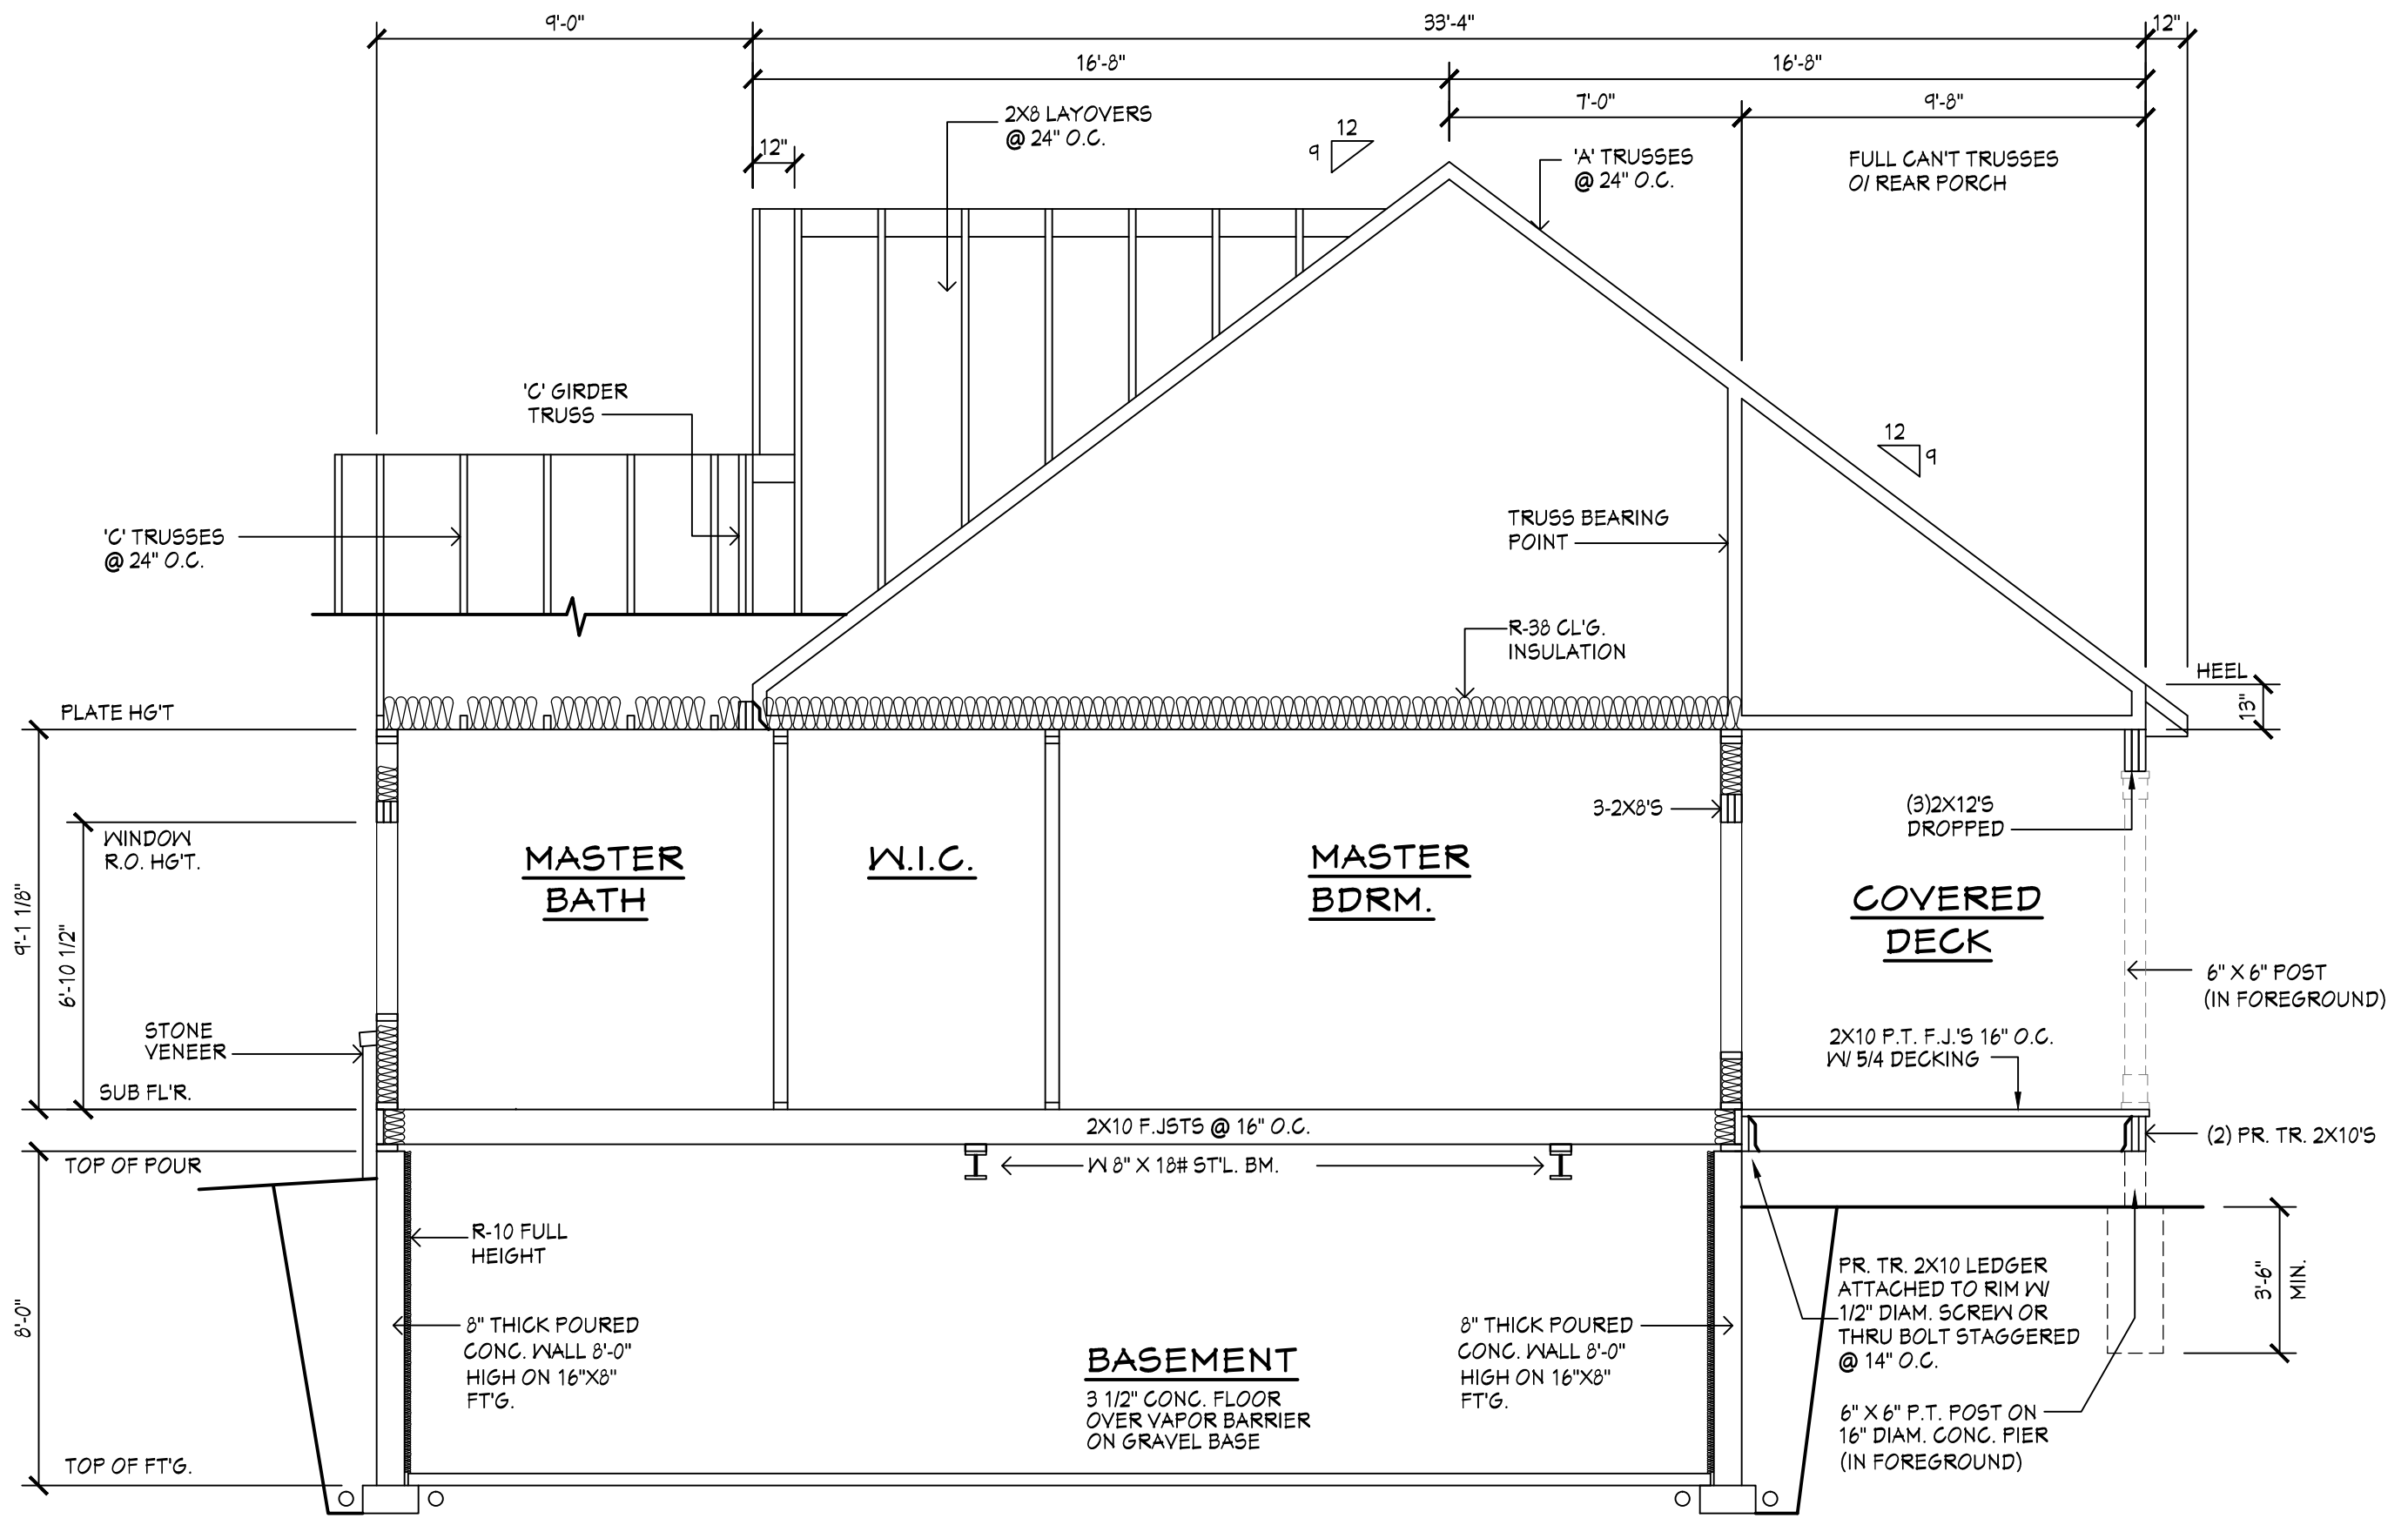 9'-0"
33'-4"
12"
16'-8"
16'-8"
7'-0"
9'-8"
2X8 LAYOVERS
@ 24" O.C.
12"
12
9
'A' TRUSSES
@ 24" O.C.
FULL CAN'T TRUSSES
O/ REAR PORCH
'C' GIRDER
TRUSS
12
9
'C' TRUSSES
@ 24" O.C.
TRUSS BEARING
POINT
R-38 CL'G.
INSULATION
HEEL
13"
PLATE HG'T
3-2X8'S
(3)2X12'S
DROPPED
WINDOW
R.O. HG'T.
MASTER
BATH
W.I.C.
MASTER
BDRM.
COVERED
DECK
9'-1 1/8"
6'-10 1/2"
6" X 6" POST
(IN FOREGROUND)
STONE
VENEER
2X10 P.T. F.J.'S 16" O.C.
W/ 5/4 DECKING
SUB FL'R.
2X10 F.JSTS @ 16" O.C.
(2) PR. TR. 2X10'S
TOP OF POUR
W 8" X 18# ST'L. BM.
R-10 FULL
HEIGHT
8'-0"
8" THICK POURED
CONC. WALL 8'-0"
HIGH ON 16"X8"
FT'G.
8" THICK POURED
CONC. WALL 8'-0"
HIGH ON 16"X8"
FT'G.
PR. TR. 2X10 LEDGER
ATTACHED TO RIM W/
1/2" DIAM. SCREW OR
THRU BOLT STAGGERED
@ 14" O.C.
3'-6"
MIN.
BASEMENT
3 1/2" CONC. FLOOR
OVER VAPOR BARRIER
ON GRAVEL BASE
6" X 6" P.T. POST ON
16" DIAM. CONC. PIER
(IN FOREGROUND)
TOP OF FT'G.